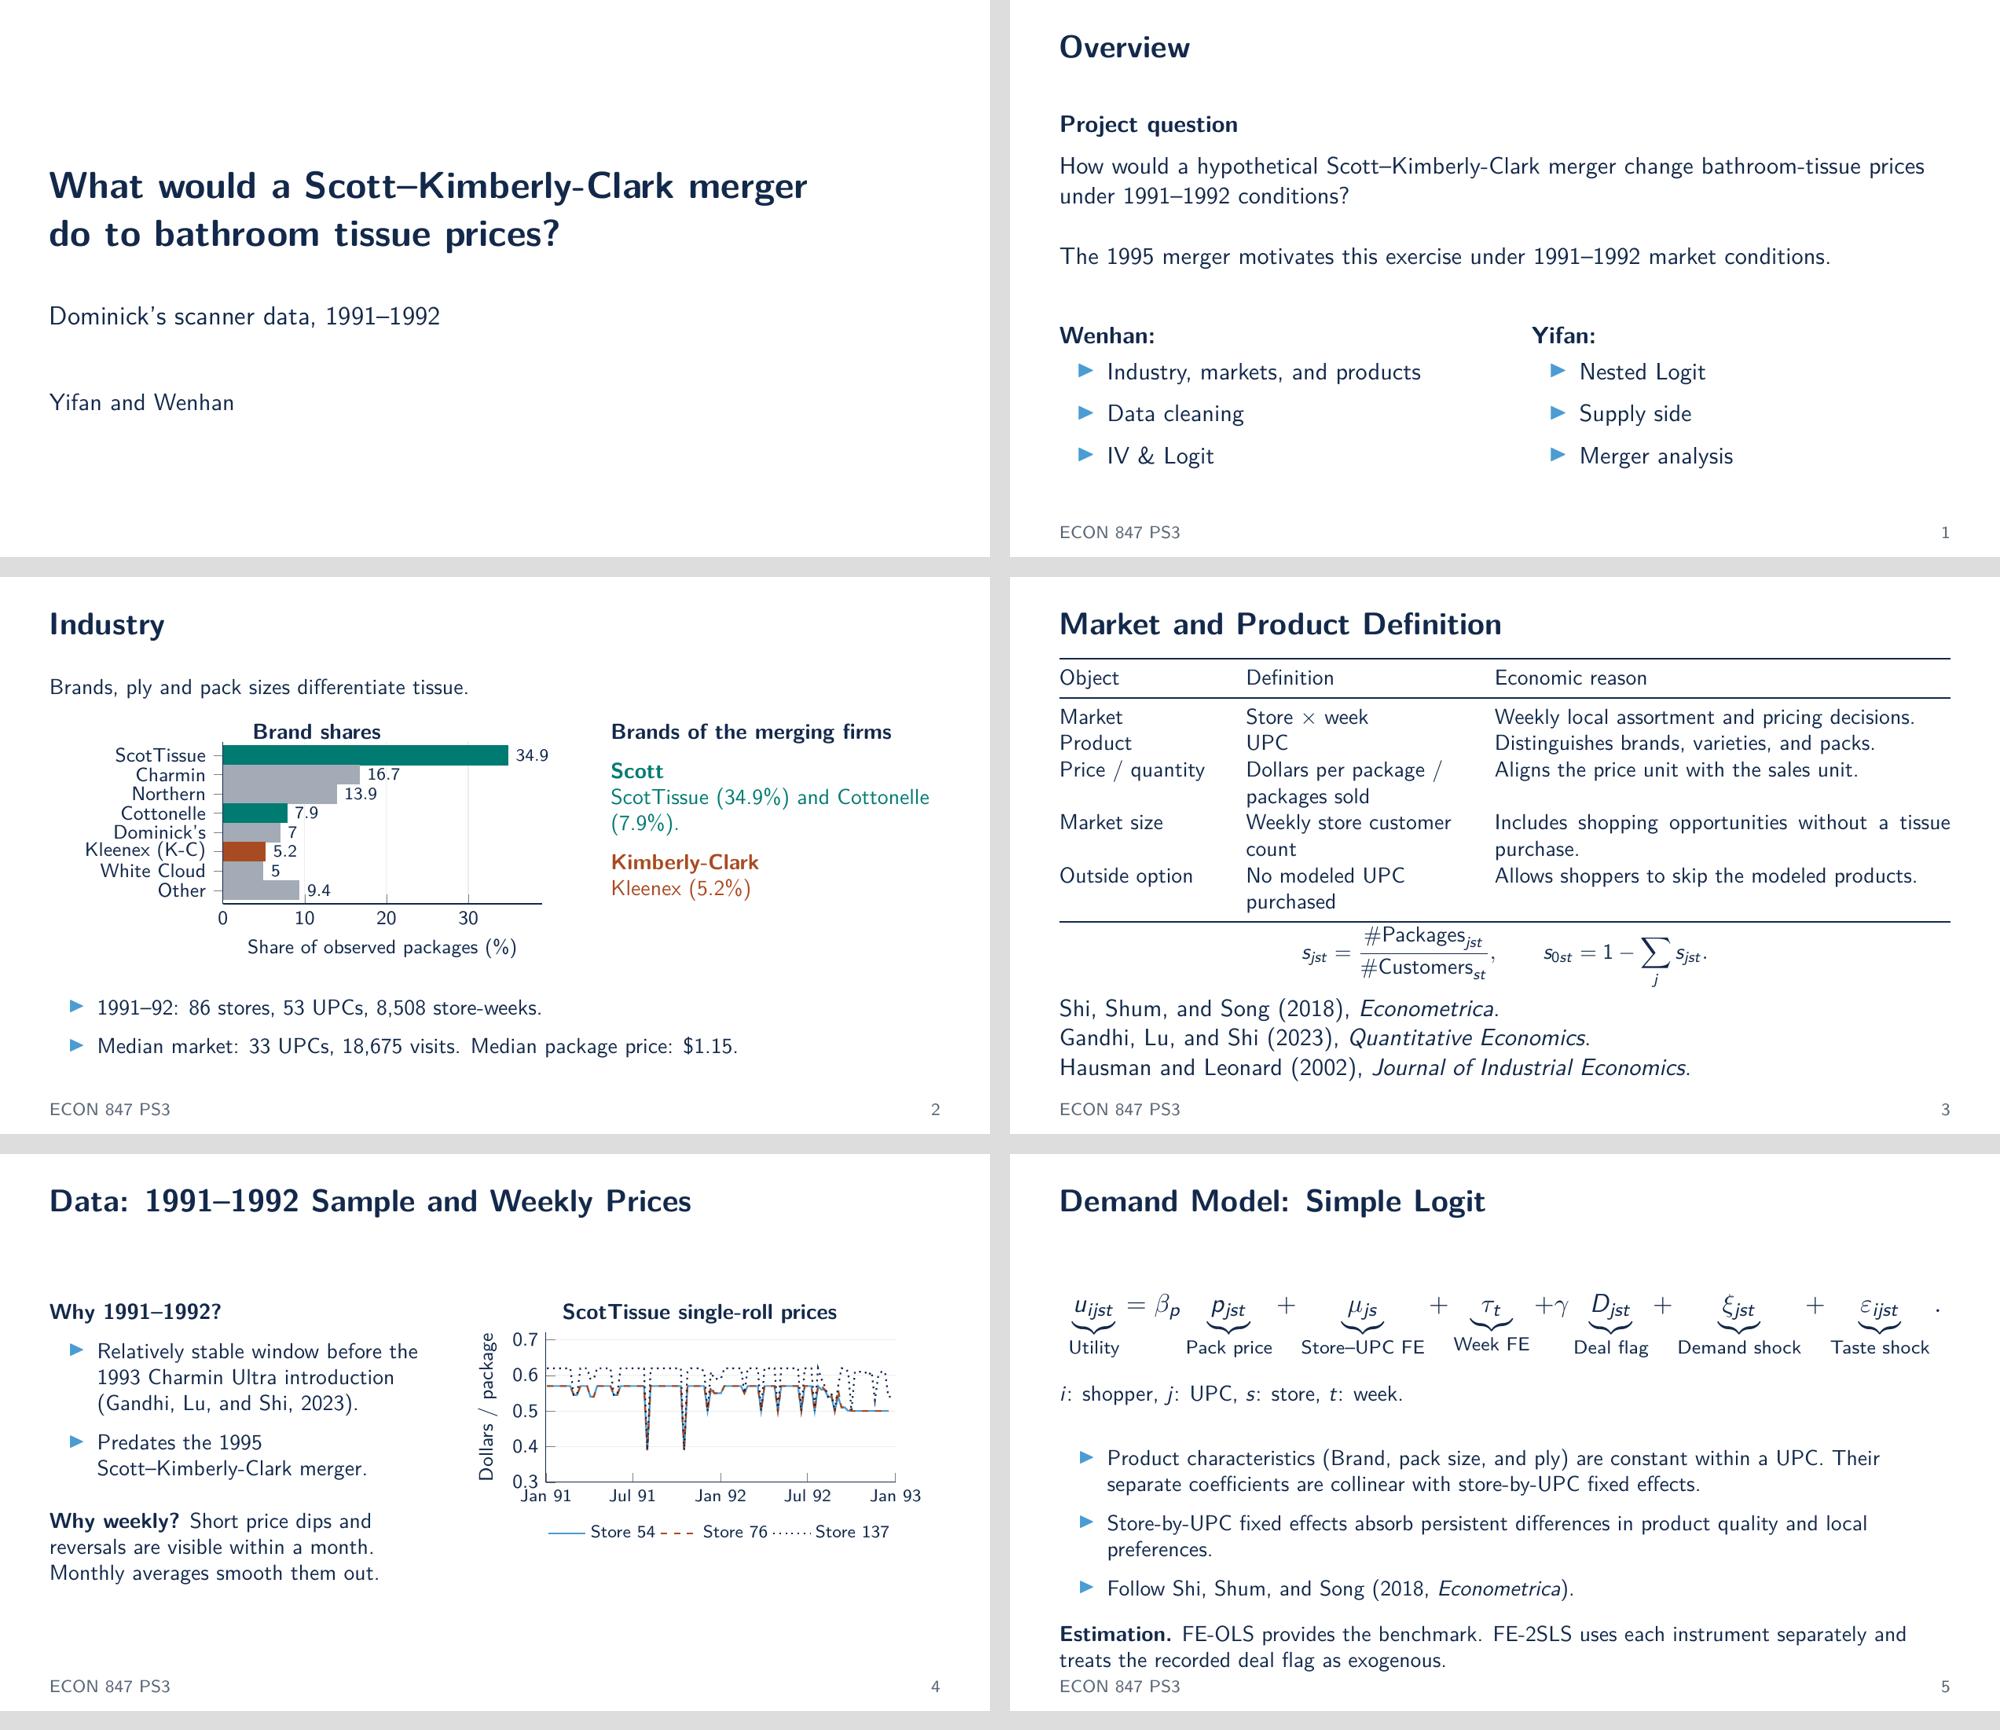 What would a Scott–Kimberly-Clark merger
do to bathroom tissue prices?
Dominick's scanner data, 1991–1992
Yifan and Wenhan
Overview
Project question
How would a hypothetical Scott–Kimberly-Clark merger change bathroom-tissue prices
under 1991–1992 conditions?
The 1995 merger motivates this exercise under 1991–1992 market conditions.
Wenhan:
▶ Industry, markets, and products
▶ Data cleaning
▶ IV & Logit
Yifan:
▶ Nested Logit
▶ Supply side
▶ Merger analysis
ECON 847 PS3 1
Industry
Brands, ply and pack sizes differentiate tissue.
Brand shares
ScotTissue 34.9
Charmin 16.7
Northern 13.9
Cottonelle 7.9
Dominick's 7
Kleenex (K-C) 5.2
White Cloud 5
Other 9.4
0 10 20 30
Share of observed packages (%)
Brands of the merging firms
Scott
ScotTissue (34.9%) and Cottonelle
(7.9%).
Kimberly-Clark
Kleenex (5.2%)
▶ 1991–92: 86 stores, 53 UPCs, 8,508 store-weeks.
▶ Median market: 33 UPCs, 18,675 visits. Median package price: $1.15.
ECON 847 PS3 2
Market and Product Definition
Object Definition Economic reason
Market Store × week Weekly local assortment and pricing decisions.
Product UPC Distinguishes brands, varieties, and packs.
Price / quantity Dollars per package / Aligns the price unit with the sales unit.
packages sold
Market size Weekly store customer Includes shopping opportunities without a tissue
count purchase.
Outside option No modeled UPC Allows shoppers to skip the modeled products.
purchased
s_jst = #Packages_jst / #Customers_st, s_0st = 1 − ∑_j s_jst.
Shi, Shum, and Song (2018), Econometrica.
Gandhi, Lu, and Shi (2023), Quantitative Economics.
Hausman and Leonard (2002), Journal of Industrial Economics.
ECON 847 PS3 3
Data: 1991–1992 Sample and Weekly Prices
Why 1991–1992?
▶ Relatively stable window before the
1993 Charmin Ultra introduction
(Gandhi, Lu, and Shi, 2023).
▶ Predates the 1995
Scott–Kimberly-Clark merger.
Why weekly? Short price dips and
reversals are visible within a month.
Monthly averages smooth them out.
ScotTissue single-roll prices
Dollars / package
0.7
0.6
0.5
0.4
0.3
Jan 91 Jul 91 Jan 92 Jul 92 Jan 93
Store 54 Store 76 Store 137
ECON 847 PS3 4
Demand Model: Simple Logit
u_ijst = β_p p_jst + μ_js + τ_t +γ D_jst + ξ_jst + ε_ijst .
Utility Pack price Store–UPC FE Week FE Deal flag Demand shock Taste shock
i: shopper, j: UPC, s: store, t: week.
▶ Product characteristics (Brand, pack size, and ply) are constant within a UPC. Their
separate coefficients are collinear with store-by-UPC fixed effects.
▶ Store-by-UPC fixed effects absorb persistent differences in product quality and local
preferences.
▶ Follow Shi, Shum, and Song (2018, Econometrica).
Estimation. FE-OLS provides the benchmark. FE-2SLS uses each instrument separately and
treats the recorded deal flag as exogenous.
ECON 847 PS3 5